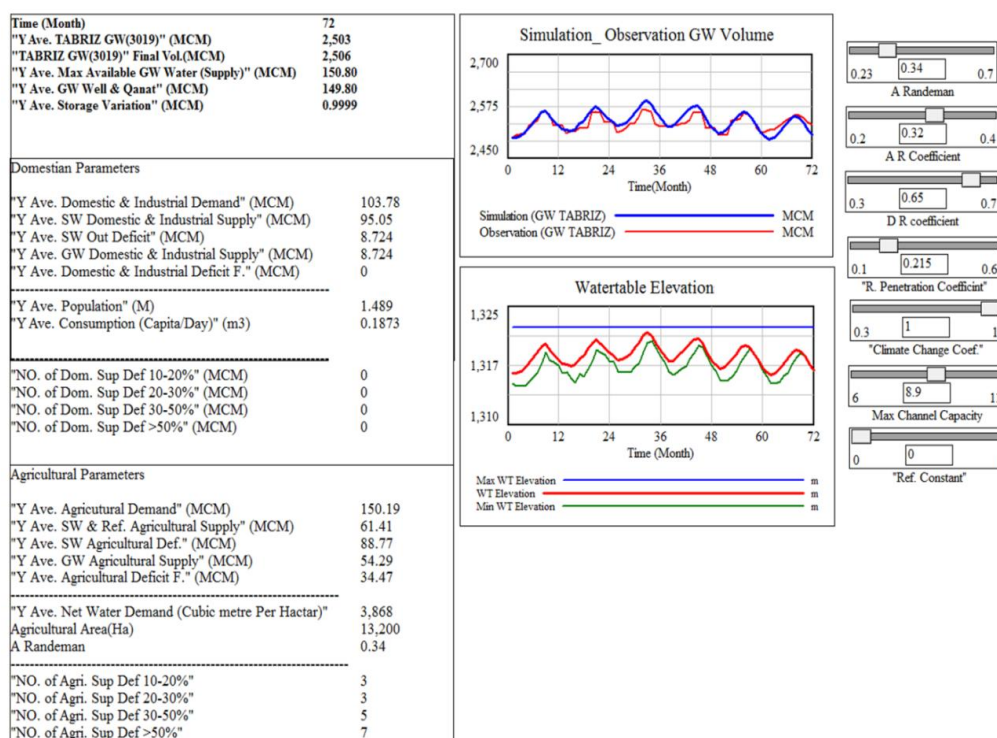 Time (Month) 72
"Y Ave. TABRIZ GW(3019)" (MCM) 2,503
"TABRIZ GW(3019)" Final Vol.(MCM) 2,506
"Y Ave. Max Available GW Water (Supply)" (MCM) 150.80
"Y Ave. GW Well & Qanat" (MCM) 149.80
"Y Ave. Storage Variation" (MCM) 0.9999
Domestian Parameters
"Y Ave. Domestic & Industrial Demand" (MCM) 103.78
"Y Ave. SW Domestic & Industrial Supply" (MCM) 95.05
"Y Ave. SW Out Deficit" (MCM) 8.724
"Y Ave. GW Domestic & Industrial Supply" (MCM) 8.724
"Y Ave. Domestic & Industrial Deficit F." (MCM) 0
"Y Ave. Population" (M) 1.489
"Y Ave. Consumption (Capita/Day)" (m3) 0.1873
"NO. of Dom. Sup Def 10-20%" (MCM) 0
"NO. of Dom. Sup Def 20-30%" (MCM) 0
"NO. of Dom. Sup Def 30-50%" (MCM) 0
"NO. of Dom. Sup Def >50%" (MCM) 0
Agricultural Parameters
"Y Ave. Agricutural Demand" (MCM) 150.19
"Y Ave. SW & Ref. Agricultural Supply" (MCM) 61.41
"Y Ave. SW Agricultural Def." (MCM) 88.77
"Y Ave. GW Agricultural Supply" (MCM) 54.29
"Y Ave. Agricultural Deficit F." (MCM) 34.47
"Y Ave. Net Water Demand (Cubic metre Per Hactar)" 3,868
Agricultural Area(Ha) 13,200
A Randeman 0.34
"NO. of Agri. Sup Def 10-20%" 3
"NO. of Agri. Sup Def 20-30%" 3
"NO. of Agri. Sup Def 30-50%" 5
"NO. of Agri. Sup Def >50%" 7
Simulation_ Observation GW Volume
2,700
2,575
2,450
0 12 24 36 48 60 72
Time(Month)
Simulation (GW TABRIZ) MCM
Observation (GW TABRIZ) MCM
Watertable Elevation
1,325
1,317
1,310
0 12 24 36 48 60 72
Time (Month)
Max WT Elevation m
WT Elevation m
Min WT Elevation m
0.23 0.34 0.7
A Randeman
0.2 0.32 0.4
A R Coefficient
0.3 0.65 0.7
D R coefficient
0.1 0.215 0.6
"R. Penetration Coefficint"
0.3 1 1
"Climate Change Coef."
6 8.9
Max Channel Capacity
0 0
"Ref. Constant"